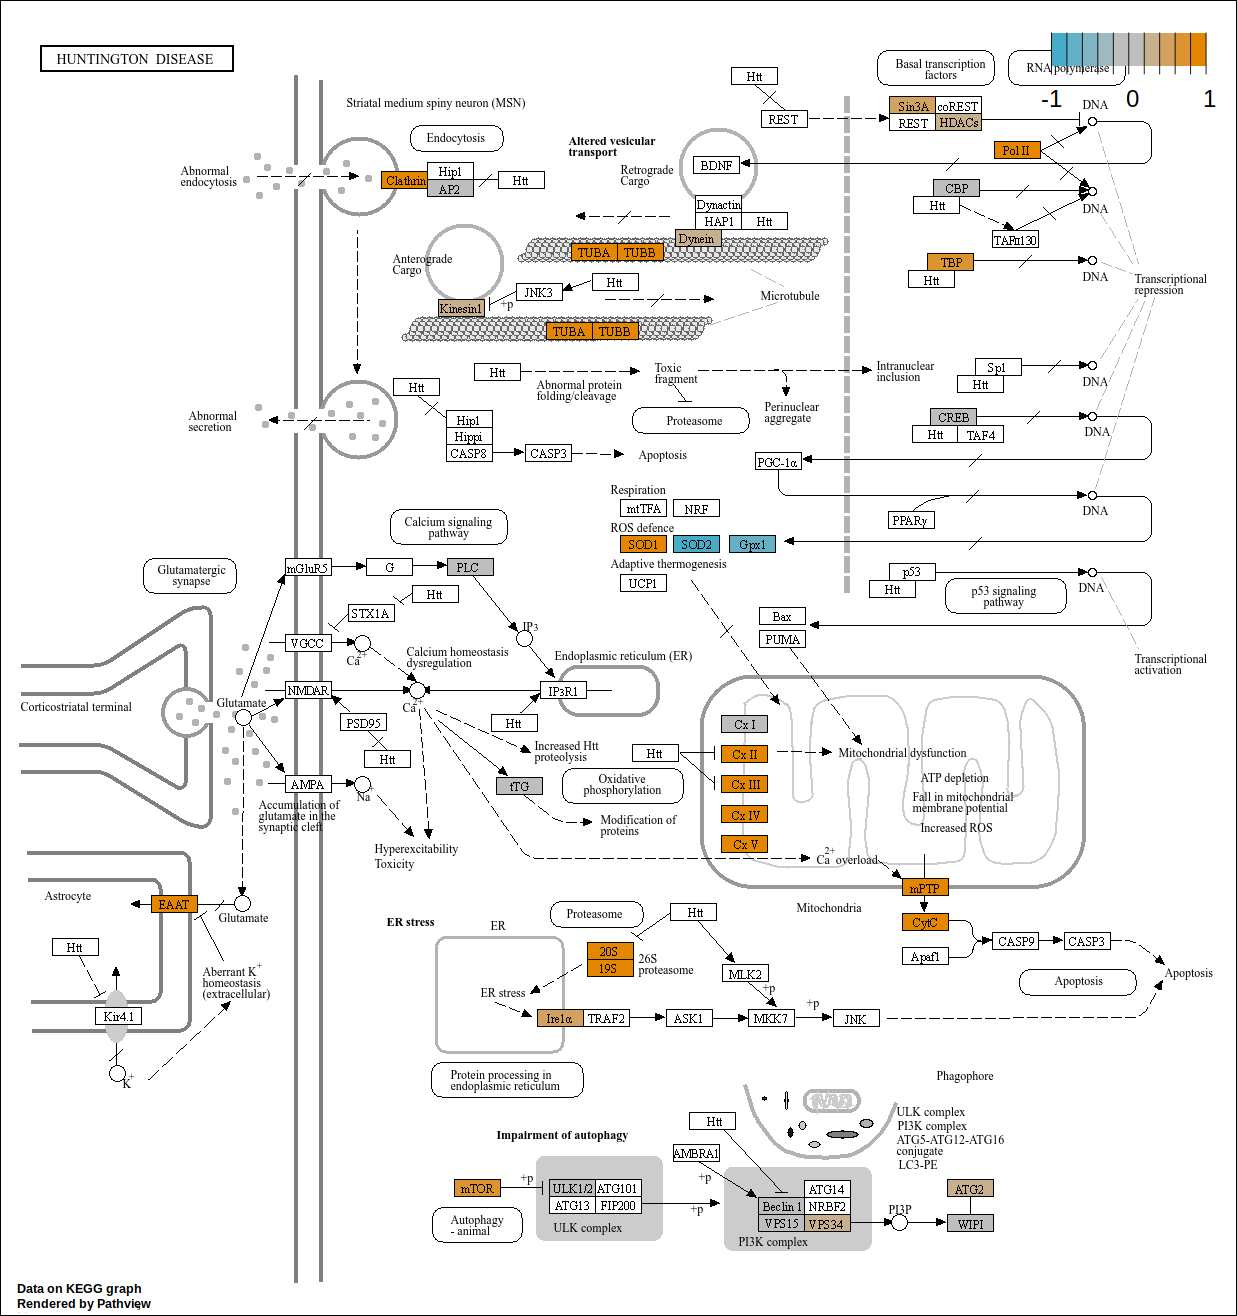 HUNTINGTON DISEASE
-1
0
1
Striatal medium spiny neuron (MSN)
Endocytosis
Abnormal
endocytosis
Clathrin
Hip1
AP2
Htt
Altered vesicular
transport
Retrograde
Cargo
Htt
REST
BDNF
Dynactin
HAP1
Htt
Dynein
TUBA
TUBB
Anterograde
Cargo
Kinesin1
+p
JNK3
Htt
TUBA
TUBB
Microtubule
Basal transcription
factors
RNA polymerase
Sin3A
coREST
REST
HDACs
DNA
Pol II
CBP
Htt
TAFII130
DNA
TBP
Htt
DNA
Transcriptional
repression
Htt
Abnormal protein
folding/cleavage
Toxic
fragment
Proteasome
Perinuclear
aggregate
Intranuclear
inclusion
Sp1
Htt
DNA
CREB
Htt
TAF4
DNA
Abnormal
secretion
Htt
Hip1
Hippi
CASP8
CASP3
Apoptosis
PGC-1α
PPARγ
DNA
Respiration
mtTFA
NRF
ROS defence
SOD1
SOD2
Gpx1
Adaptive thermogenesis
UCP1
p53
Htt
DNA
p53 signaling
pathway
Bax
PUMA
Transcriptional
activation
Calcium signaling
pathway
Glutamatergic
synapse
mGluR5
G
PLC
Htt
STX1A
VGCC
Ca2+
IP3
Calcium homeostasis
dysregulation
Endoplasmic reticulum (ER)
NMDAR
Ca2+
IP3R1
Htt
PSD95
Htt
Glutamate
Corticostriatal terminal
AMPA
Na+
Accumulation of
glutamate in the
synaptic cleft
Increased Htt
proteolysis
tTG
Modification of
proteins
Hyperexcitability
Toxicity
Oxidative
phosphorylation
Htt
Cx I
Cx II
Cx III
Cx IV
Cx V
Mitochondrial dysfunction
ATP depletion
Fall in mitochondrial
membrane potential
Increased ROS
Ca2+ overload
mPTP
Mitochondria
CytC
Apaf1
CASP9
CASP3
Apoptosis
Apoptosis
Astrocyte
EAAT
Glutamate
Htt
Kir4.1
K+
Aberrant K+
homeostasis
(extracellular)
ER stress
ER
Proteasome
Htt
20S
19S
26S
proteasome
ER stress
MLK2
+p
Ire1α
TRAF2
ASK1
MKK7
+p
JNK
Protein processing in
endoplasmic reticulum
Phagophore
Impairment of autophagy
Htt
AMBRA1
+p
ULK complex
PI3K complex
ATG5-ATG12-ATG16
conjugate
LC3-PE
mTOR
+p
ULK1/2
ATG101
ATG13
FIP200
ULK complex
+p
ATG14
Beclin 1
NRBF2
VPS15
VPS34
PI3K complex
PI3P
ATG2
WIPI
Autophagy
- animal
Data on KEGG graph
Rendered by Pathview